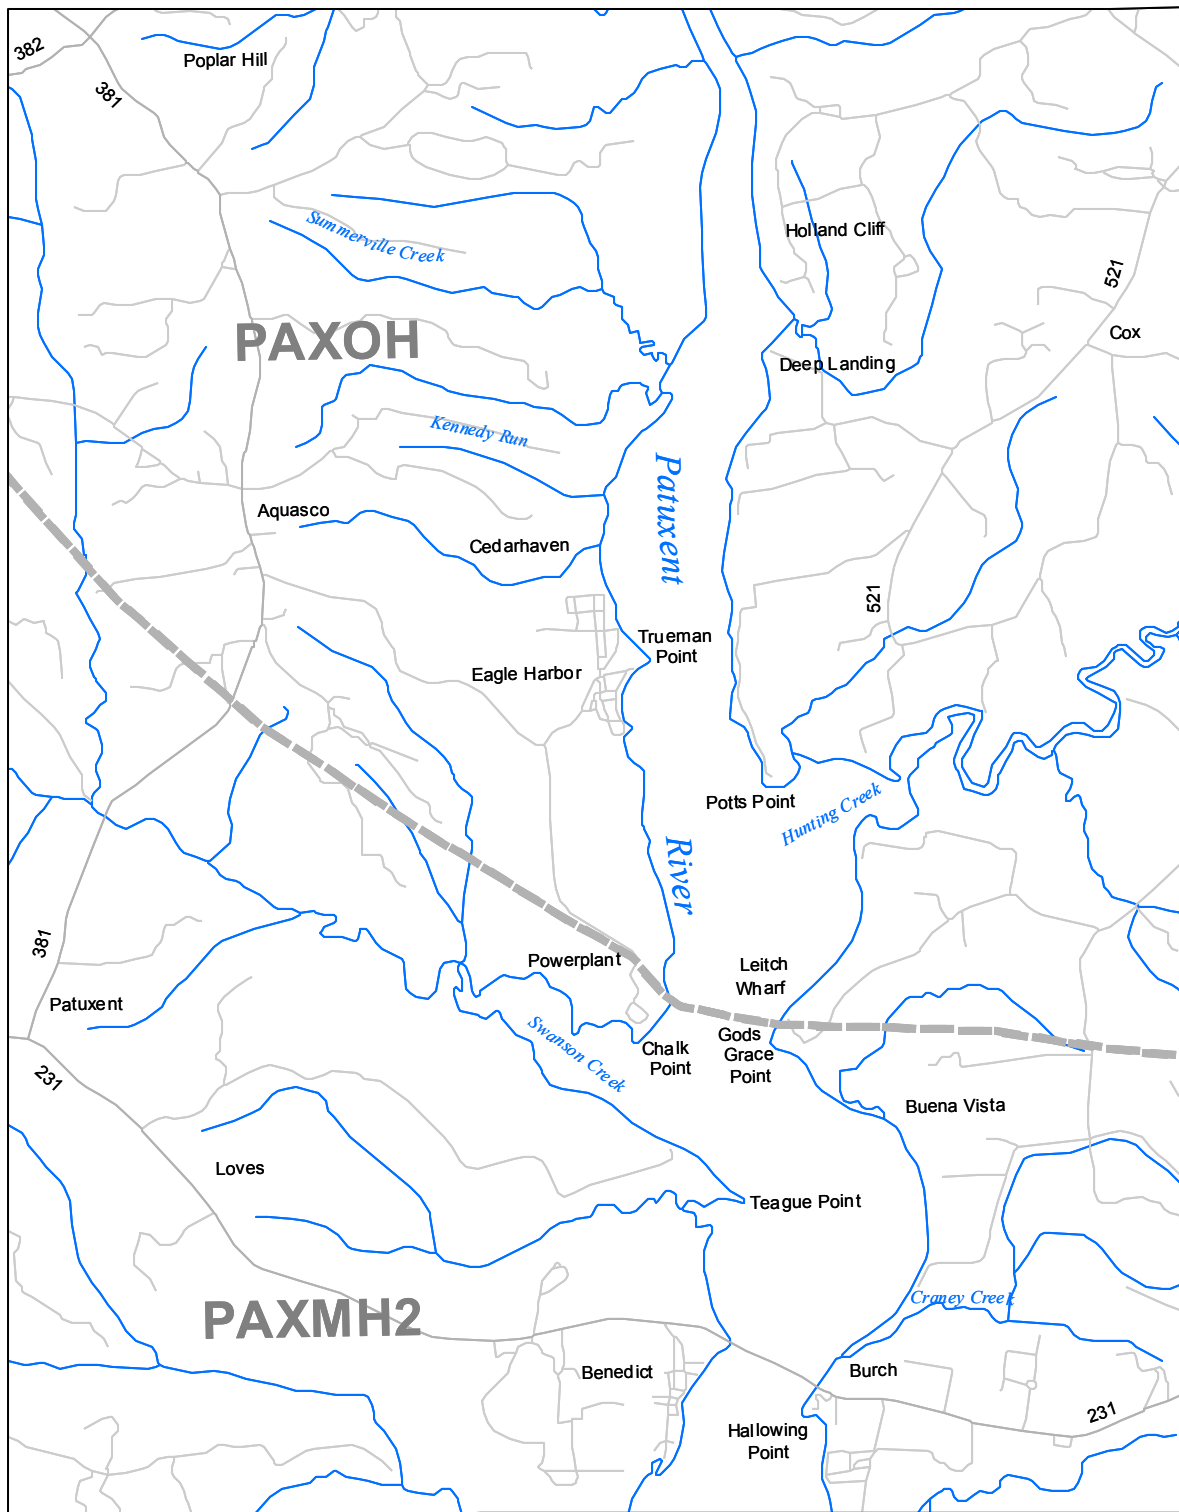 382
Poplar Hill
381
Summerville Creek
Holland Cliff
521
Cox
PAXOH
Deep Landing
Kennedy Run
Patuxent
Aquasco
Cedarhaven
521
Trueman
Point
Eagle Harbor
Potts Point
Hunting Creek
River
381
Powerplant
Leitch
Wharf
Patuxent
Swanson Creek
Chalk
Point
Gods
Grace
Point
231
Buena Vista
Loves
Teague Point
Craney Creek
PAXMH2
Benedict
Burch
231
Hallowing
Point